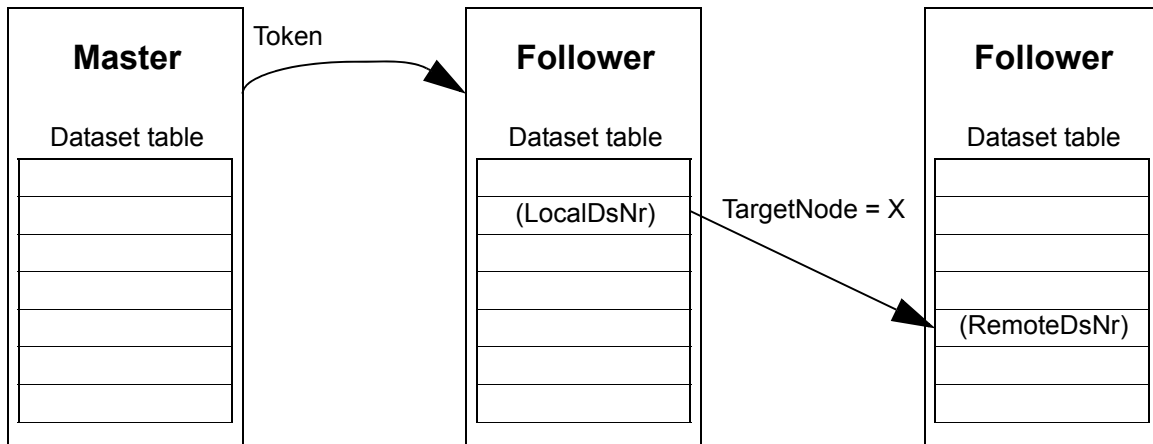 Token
Master
Follower
Follower
Dataset table
Dataset table
Dataset table
(LocalDsNr)
TargetNode = X
(RemoteDsNr)